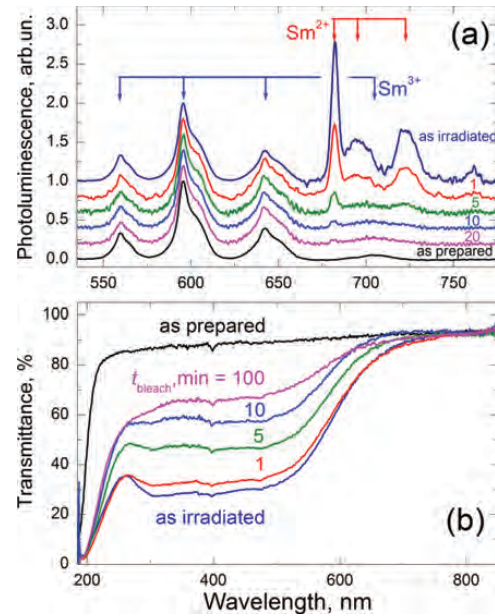 Sm2+
(a)
Sm3+
as irradiated
1
5
10
20
as prepared
Photoluminescence, arb.un.
3.0
2.5
2.0
1.5
1.0
0.5
0.0
550 600 650 700 750
(b)
as prepared
tbleach,min = 100
10
5
1
as irradiated
Transmittance, %
100
80
60
40
20
0
200 400 600 800
Wavelength, nm